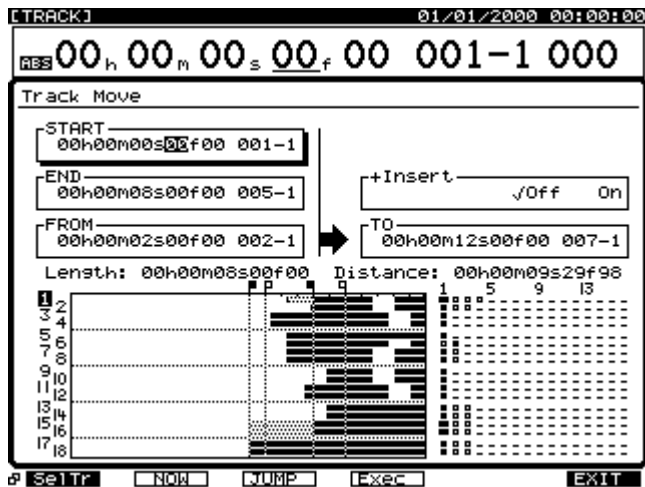 [TRACK] 01/01/2000 00:00:00
ABS 00h 00m 00s 00f 00 001-1 000
Track Move
START
00h00m00s00f00 001-1
END
00h00m08s00f00 005-1
+Insert
√Off On
FROM
00h00m02s00f00 002-1
TO
00h00m12s00f00 007-1
Length: 00h00m08s00f00 Distance: 00h00m09s29f98
1 5 9 13
1
2
3
4
5
6
7
8
9
10
11
12
13
14
15
16
17
18
SelTr NOW JUMP Exec EXIT